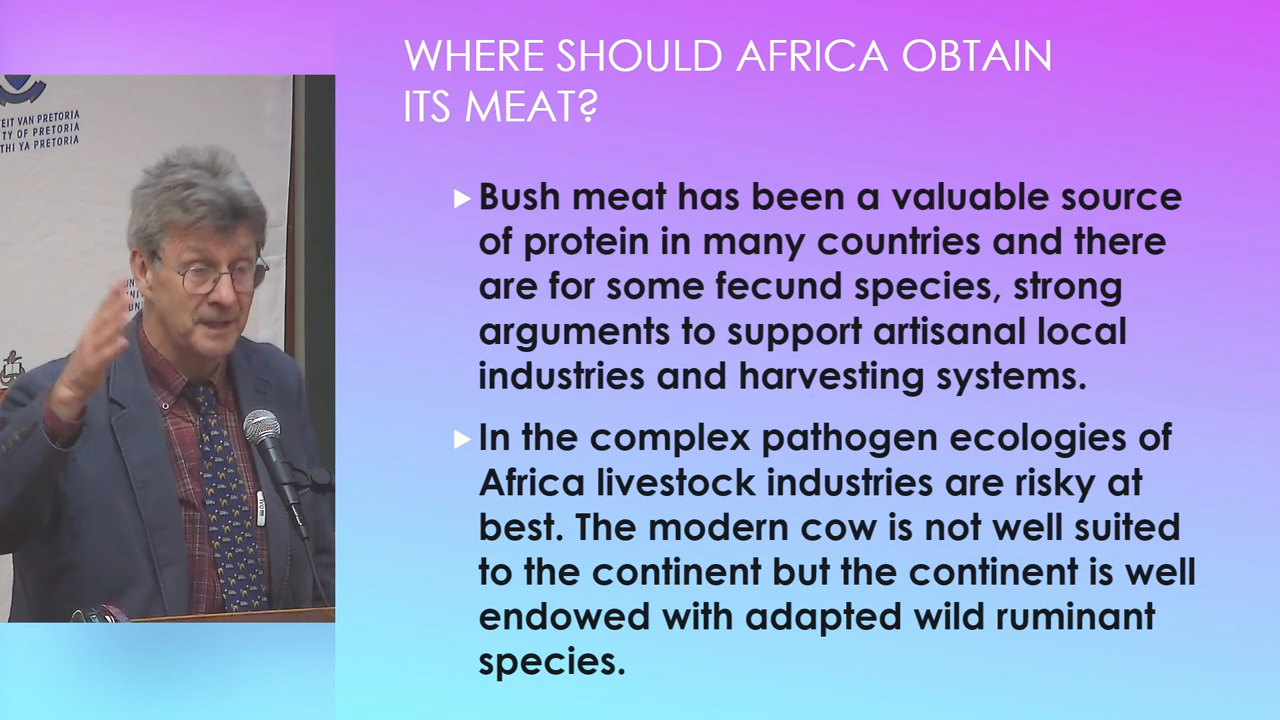 WHERE SHOULD AFRICA OBTAIN
ITS MEAT?
Bush meat has been a valuable source
of protein in many countries and there
are for some fecund species, strong
arguments to support artisanal local
industries and harvesting systems.
In the complex pathogen ecologies of
Africa livestock industries are risky at
best. The modern cow is not well suited
to the continent but the continent is well
endowed with adapted wild ruminant
species.
EIT VAN PRETORIA
TY OF PRETORIA
THI YA PRETORIA